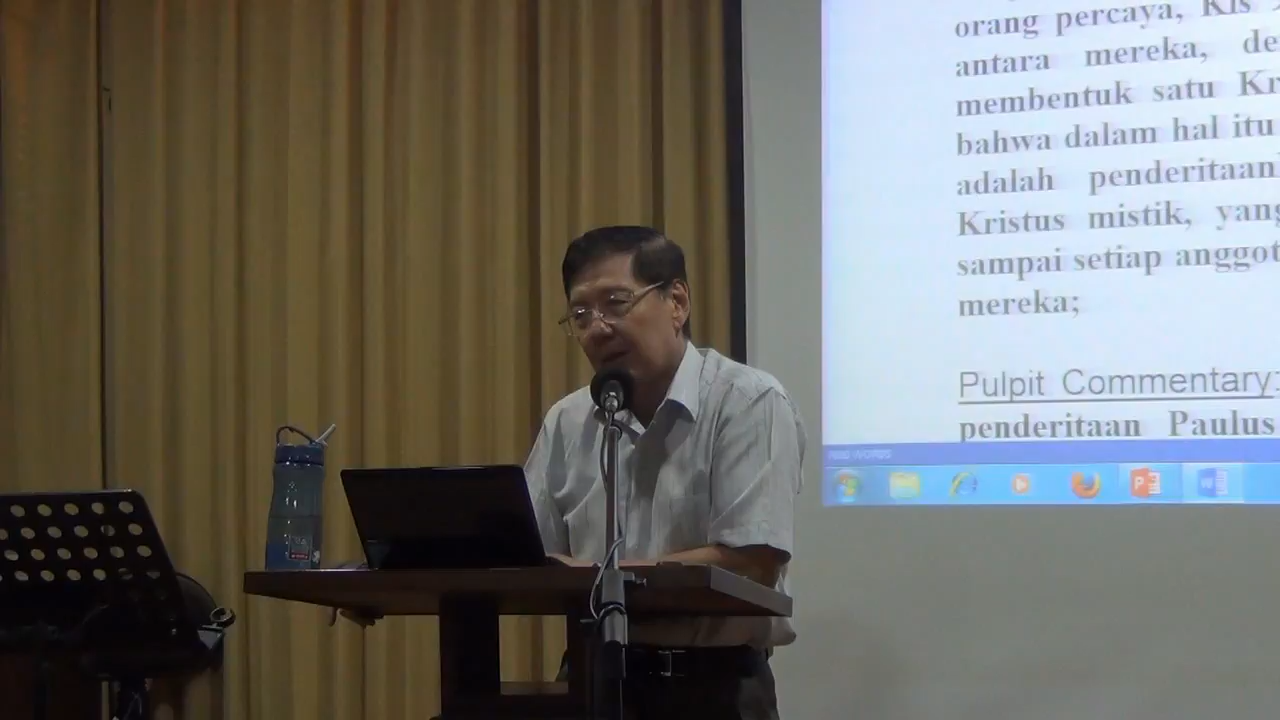 orang percaya, Kis
antara mereka, de
membentuk satu Kr
bahwa dalam hal itu
adalah penderitaan
Kristus mistik, yang
sampai setiap anggot
mereka;
Pulpit Commentary:
penderitaan Paulus
WORDS